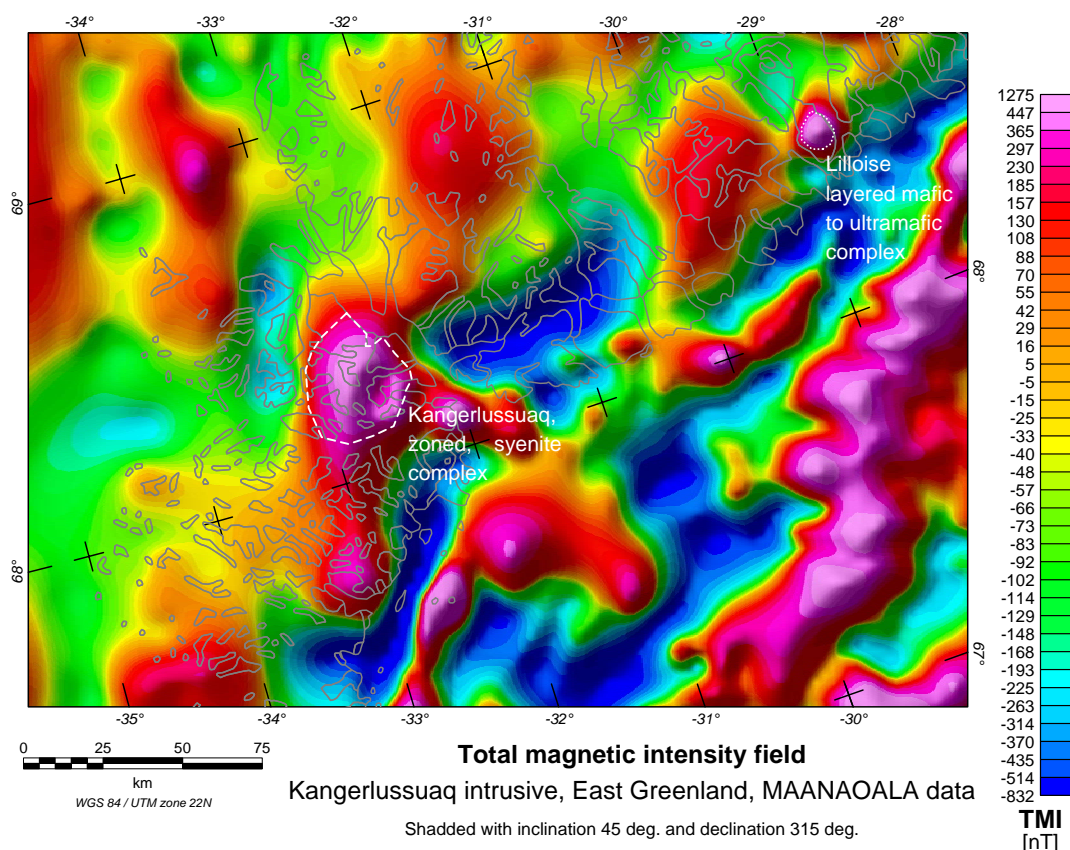 -34° -33° -32° -31° -30° -29° -28°
69°
68°
68°
67°
Lilloise
layered mafic
to ultramafic
complex
Kangerlussuaq,
zoned, syenite
complex
-35° -34° -33° -32° -31° -30°
1275
447
365
297
230
185
157
130
108
88
70
55
42
29
16
5
-5
-15
-25
-33
-40
-48
-57
-66
-73
-83
-92
-102
-114
-129
-148
-168
-193
-225
-263
-314
-370
-435
-514
-832
TMI
[nT]
0 25 50 75
km
WGS 84 / UTM zone 22N
Total magnetic intensity field
Kangerlussuaq intrusive, East Greenland, MAANAOALA data
Shadded with inclination 45 deg. and declination 315 deg.